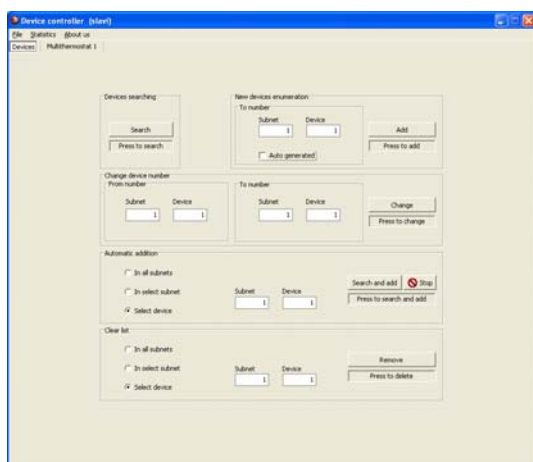 Device controller (slavi)
File Statistics About us
Devices Multithermostat 1
Devices searching
Search
Press to search
New devices enumeration
To number
Subnet Device
1 1
Auto generated
Add
Press to add
Change device number
From number
Subnet Device
1 1
To number
Subnet Device
1 1
Change
Press to change
Automatic addition
In all subnets
In select subnet
Select device
Subnet Device
1 1
Search and add Stop
Press to search and add
Clear list
In all subnets
In select subnet
Select device
Subnet Device
1 1
Remove
Press to delete